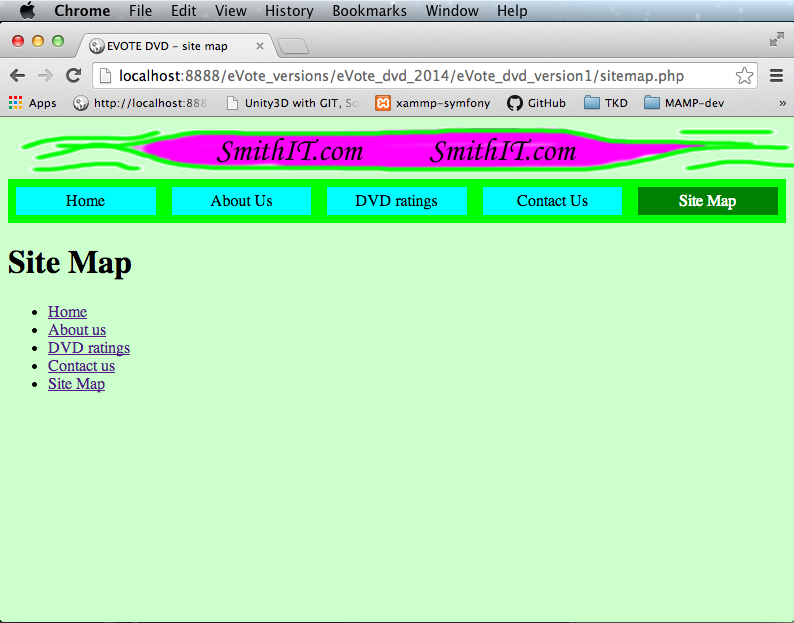 Chrome File Edit View History Bookmarks Window Help
EVOTE DVD – site map
localhost:8888/eVote_versions/eVote_dvd_2014/eVote_dvd_version1/sitemap.php
Apps http://localhost:888 Unity3D with GIT, So xammp-symfony GitHub TKD MAMP-dev »
SmithIT.com SmithIT.com
Home About Us DVD ratings Contact Us Site Map
Site Map
• Home
• About us
• DVD ratings
• Contact us
• Site Map